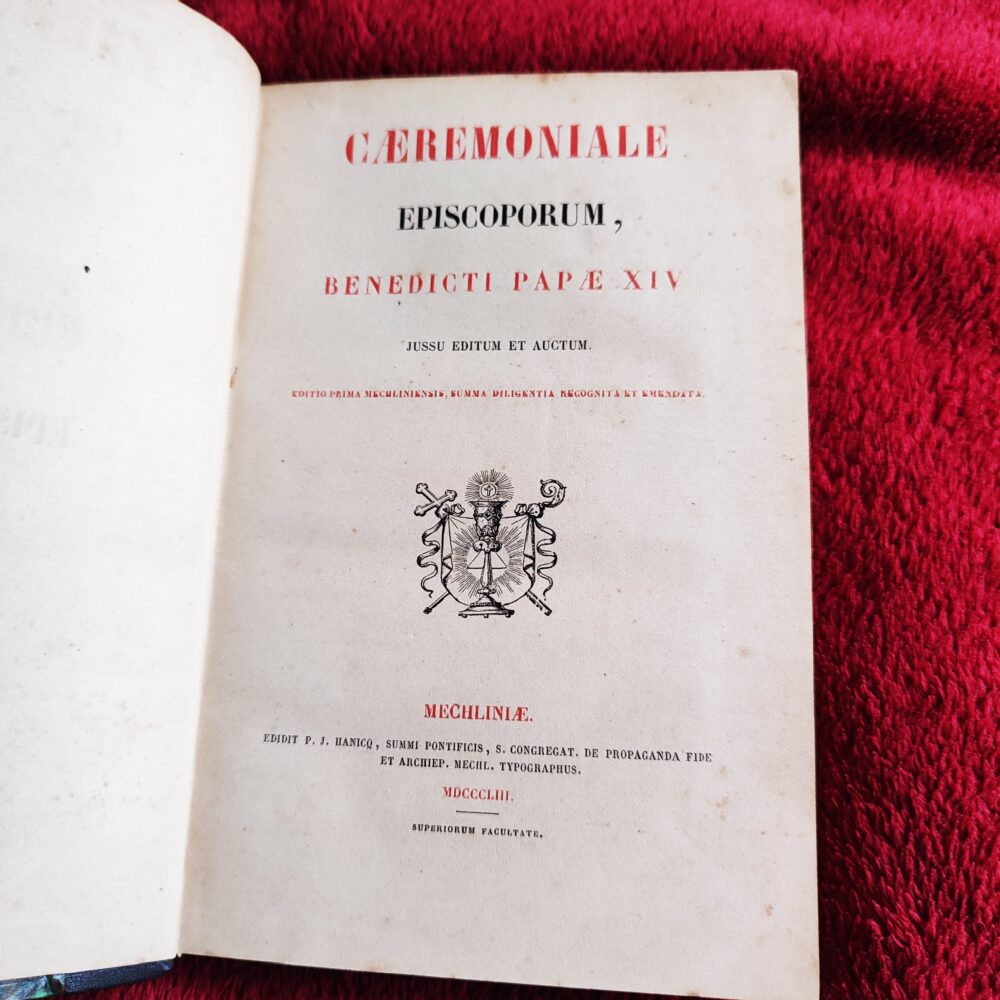 CÆREMONIALE
EPISCOPORUM,
BENEDICTI PAPÆ XIV
JUSSU EDITUM ET AUCTUM.
EDITIO PRIMA MECHLINIENSIS, SUMMA DILIGENTIA RECOGNITA ET EMENDATA.
MECHLINIÆ.
EDIDIT P. J. HANICQ, SUMMI PONTIFICIS, S. CONGREGAT. DE PROPAGANDA FIDE
ET ARCHIEP. MECHL. TYPOGRAPHUS.
MDCCCLIII.
SUPERIORUM FACULTATE.